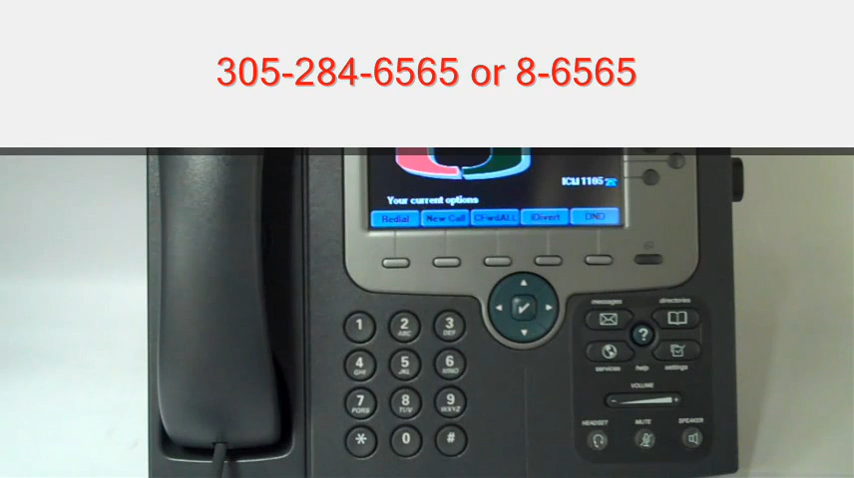 305-284-6565 or 8-6565
ICM 1105
Your current options
Redial New Call CFwdALL iDivert DND
messages directories
1 2 3
ABC DEF
?
4 5 6
GHI JKL MNO
services help settings
7 8 9
PQRS TUV WXYZ
VOLUME
- +
* 0 #
HEADSET MUTE SPEAKER